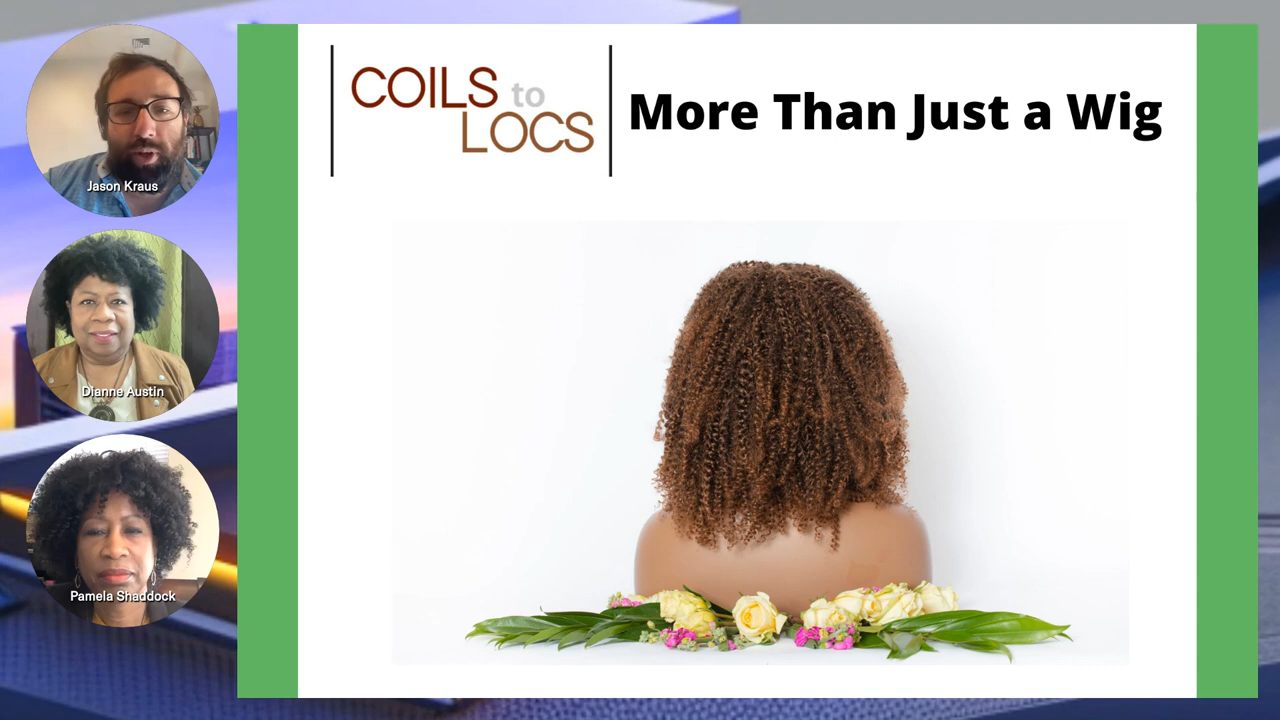 COILS to
LOCS
More Than Just a Wig
Jason Kraus
Dianne Austin
Pamela Shaddock